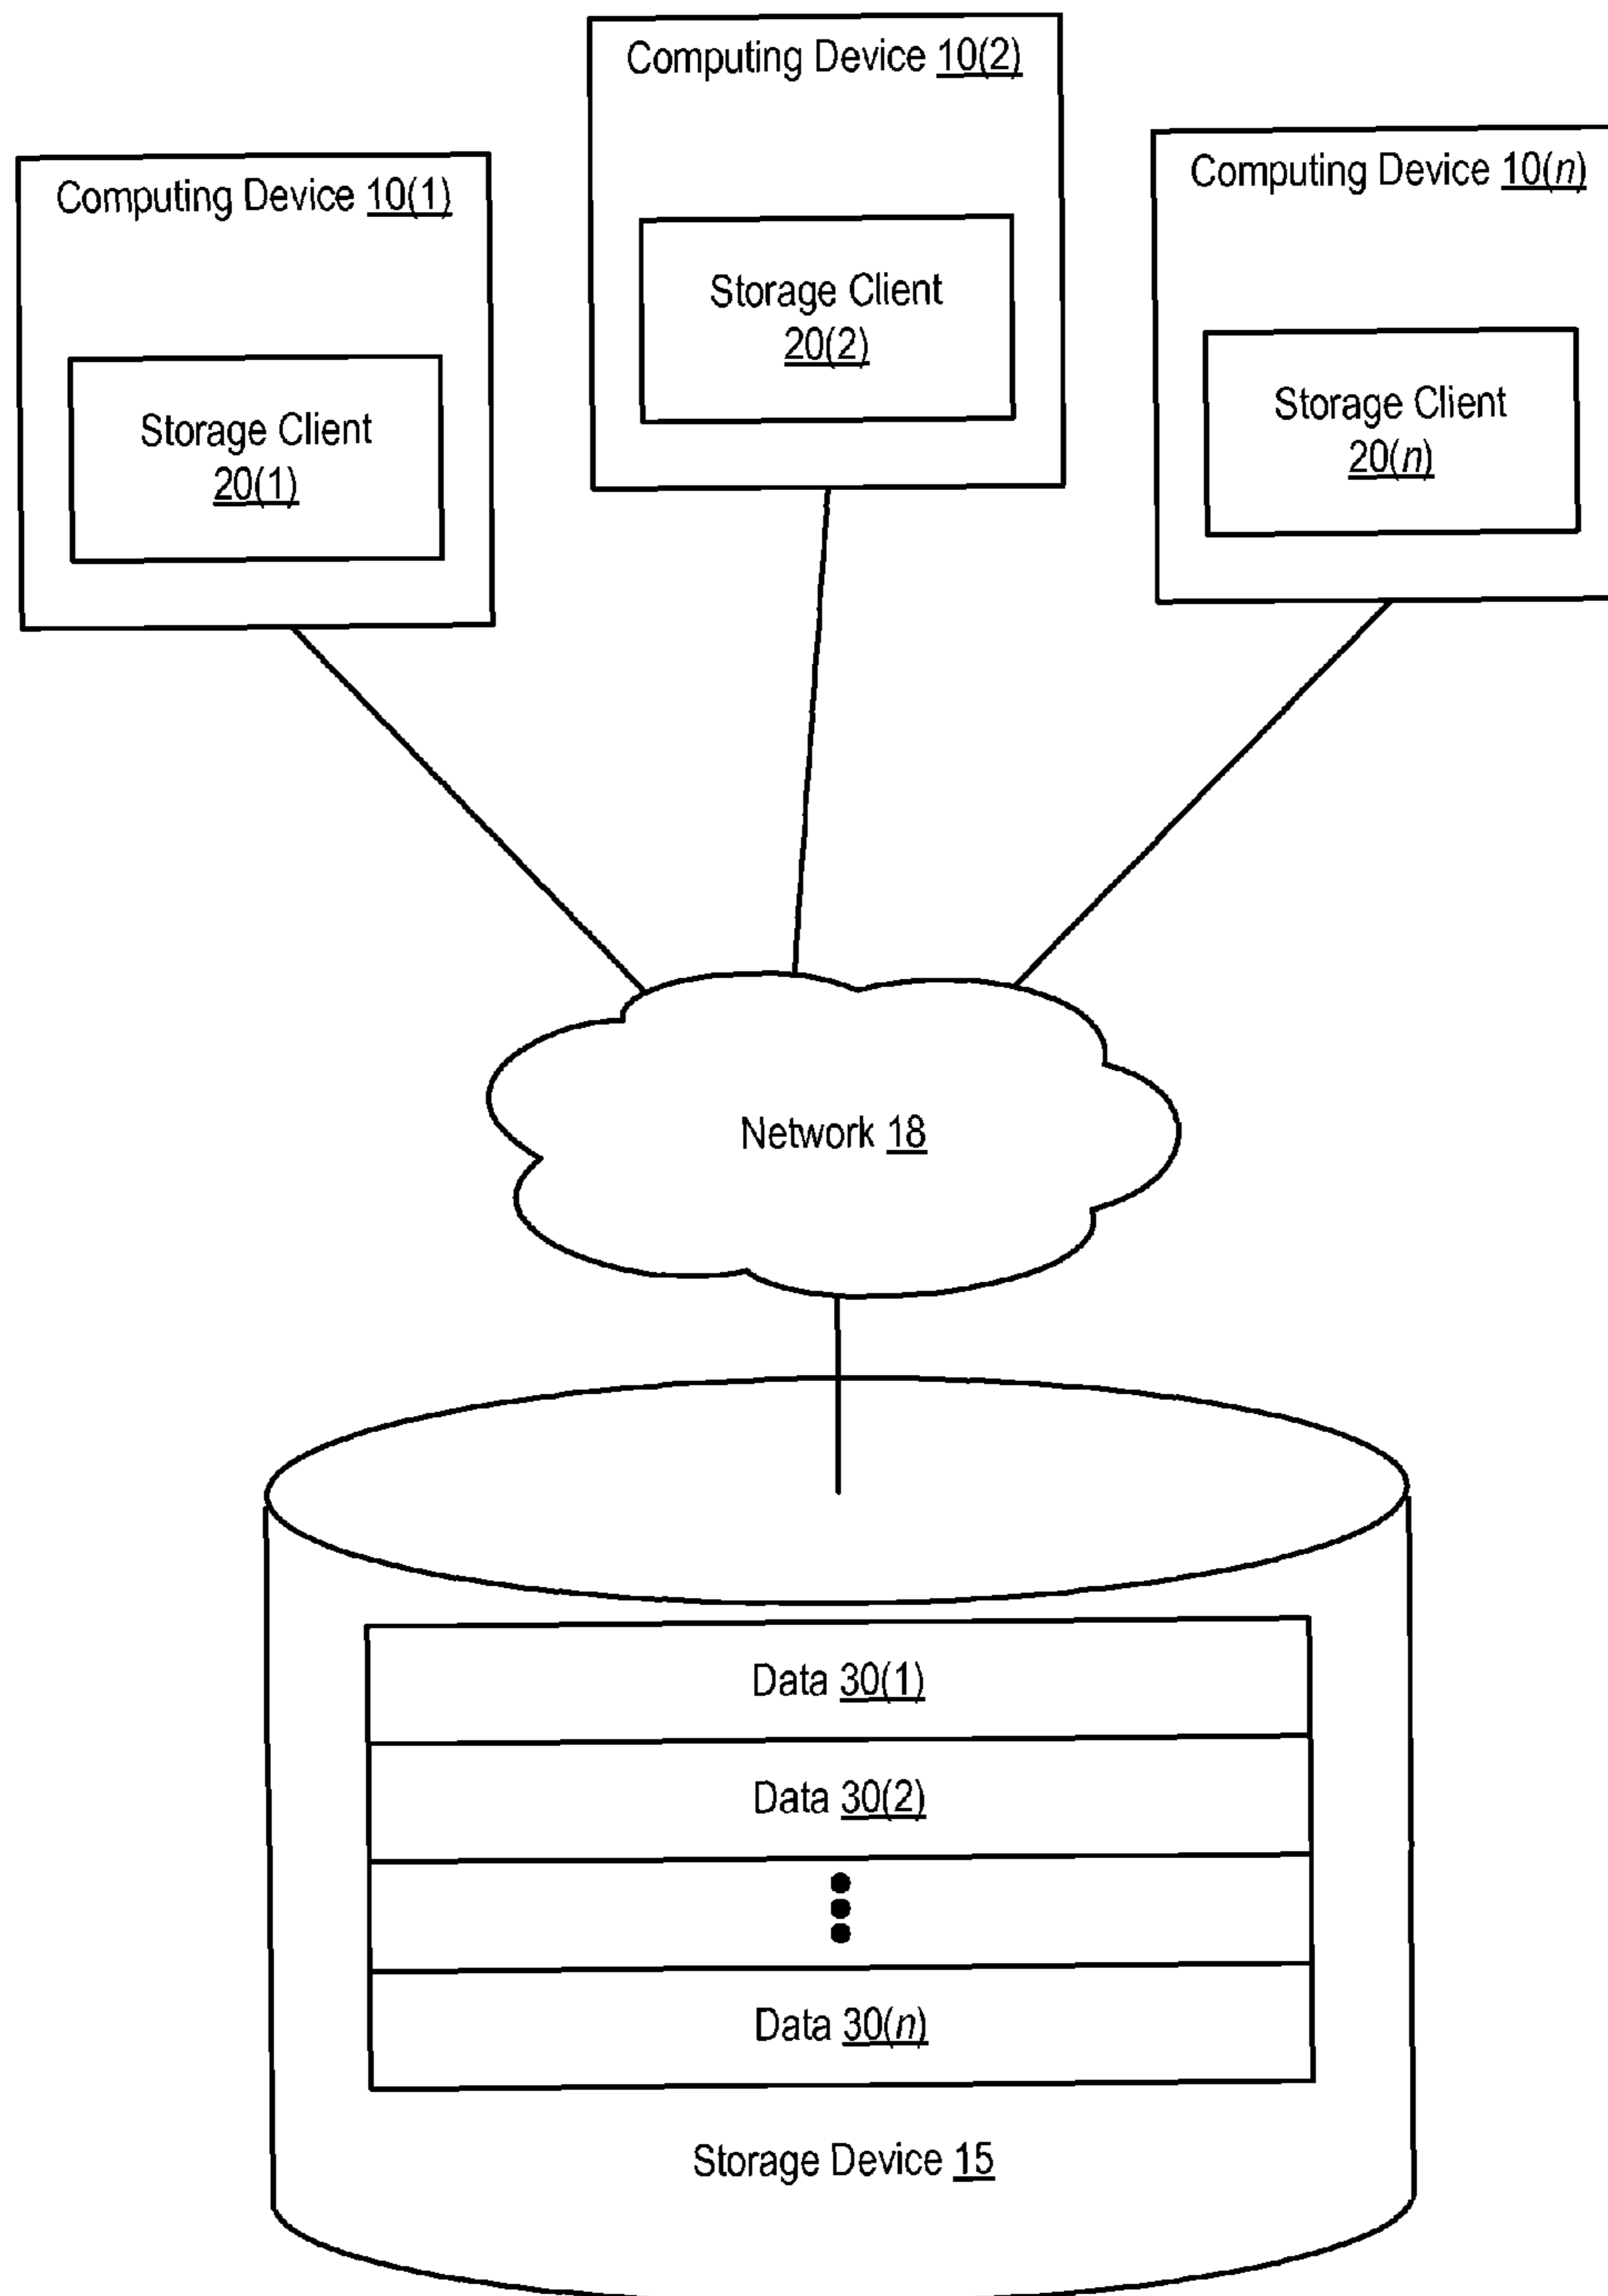 Computing Device 10(1)
Storage Client
20(1)
Computing Device 10(2)
Storage Client
20(2)
Computing Device 10(n)
Storage Client
20(n)
Network 18
Data 30(1)
Data 30(2)
Data 30(n)
Storage Device 15